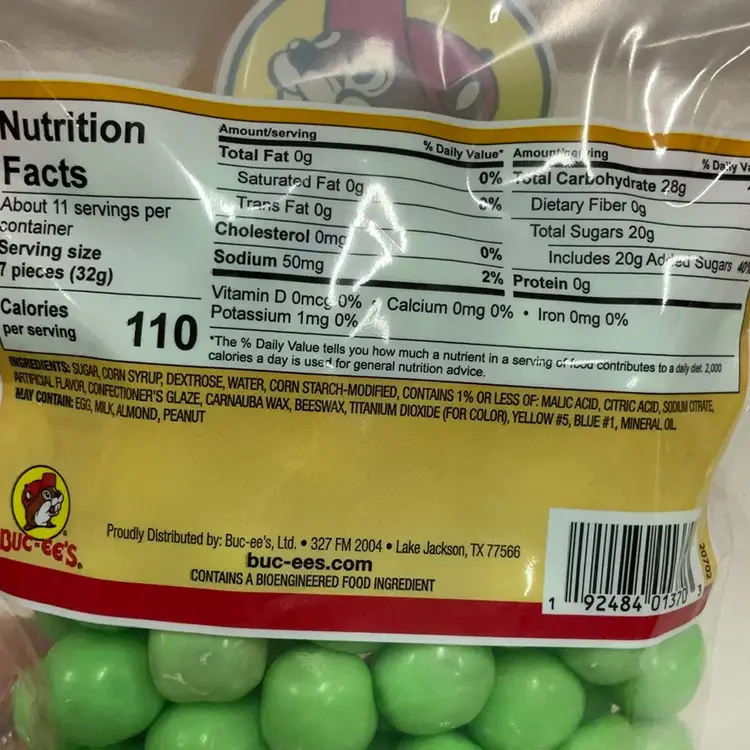 Nutrition
Facts
About 11 servings per
container
Serving size
7 pieces (32g)
Calories
per serving
110
Amount/serving % Daily Value*
Total Fat 0g 0%
Saturated Fat 0g 0%
Trans Fat 0g
Cholesterol 0mg 0%
Sodium 50mg 2%
Amount/serving % Daily Va
Total Carbohydrate 28g
Dietary Fiber 0g
Total Sugars 20g
Includes 20g Added Sugars 40%
Protein 0g
Vitamin D 0mcg 0% • Calcium 0mg 0% • Iron 0mg 0%
Potassium 1mg 0%
*The % Daily Value tells you how much a nutrient in a serving of food contributes to a daily diet. 2,000
calories a day is used for general nutrition advice.
INGREDIENTS: SUGAR, CORN SYRUP, DEXTROSE, WATER, CORN STARCH-MODIFIED, CONTAINS 1% OR LESS OF: MALIC ACID, CITRIC ACID, SODIUM CITRATE,
ARTIFICIAL FLAVOR, CONFECTIONER'S GLAZE, CARNAUBA WAX, BEESWAX, TITANIUM DIOXIDE (FOR COLOR), YELLOW #5, BLUE #1, MINERAL OIL.
MAY CONTAIN: EGG, MILK, ALMOND, PEANUT
BUC-EE'S
Proudly Distributed by: Buc-ee's, Ltd. • 327 FM 2004 • Lake Jackson, TX 77566
buc-ees.com
CONTAINS A BIOENGINEERED FOOD INGREDIENT
1 92484 01370 1
20702